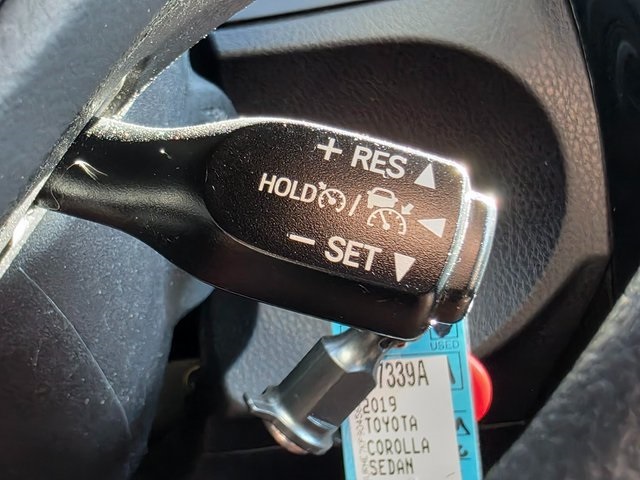 + RES
HOLD /
− SET
USED
7339A
2019
TOYOTA
COROLLA
SEDAN